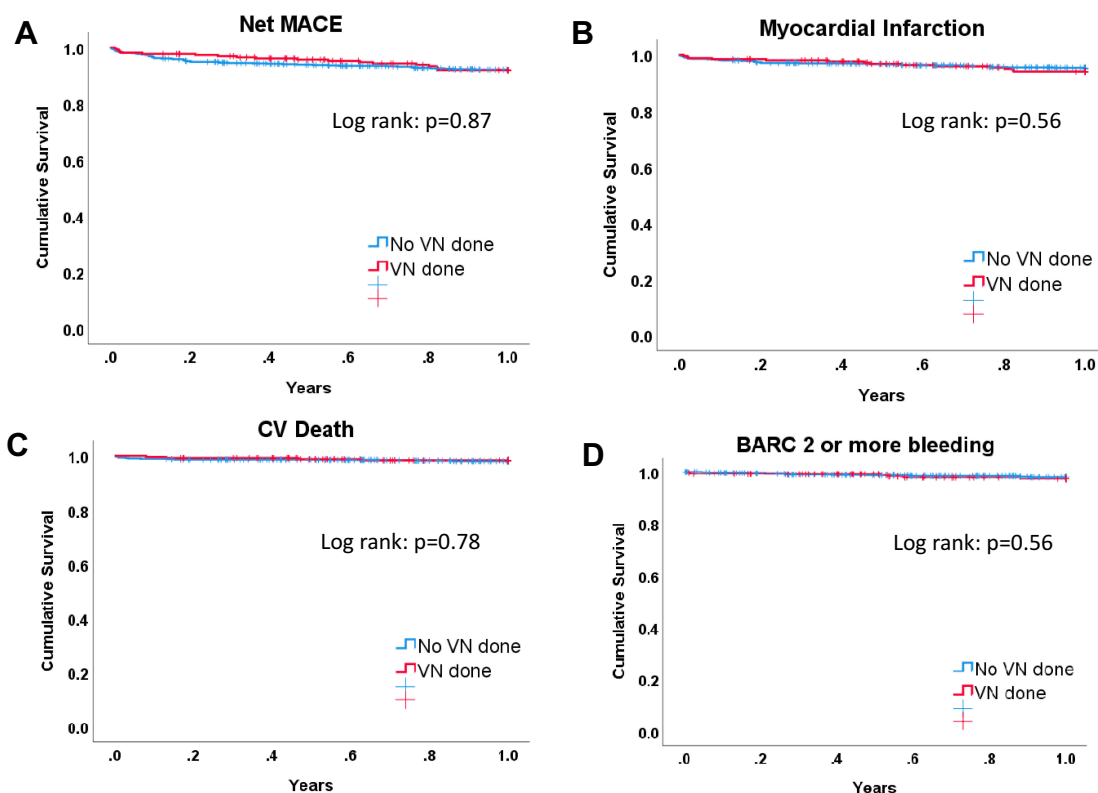 A
Net MACE
Cumulative Survival
1.0
0.8
0.6
0.4
0.2
0.0
Log rank: p=0.87
No VN done
VN done
.0 .2 .4 .6 .8 1.0
Years
B
Myocardial Infarction
Cumulative Survival
1.0
0.8
0.6
0.4
0.2
0.0
Log rank: p=0.56
No VN done
VN done
.0 .2 .4 .6 .8 1.0
Years
C
CV Death
Cumulative Survival
1.0
0.8
0.6
0.4
0.2
0.0
Log rank: p=0.78
No VN done
VN done
.0 .2 .4 .6 .8 1.0
Years
D
BARC 2 or more bleeding
Cumulative Survival
1.0
0.8
0.6
0.4
0.2
0.0
Log rank: p=0.56
No VN done
VN done
.0 .2 .4 .6 .8 1.0
Years